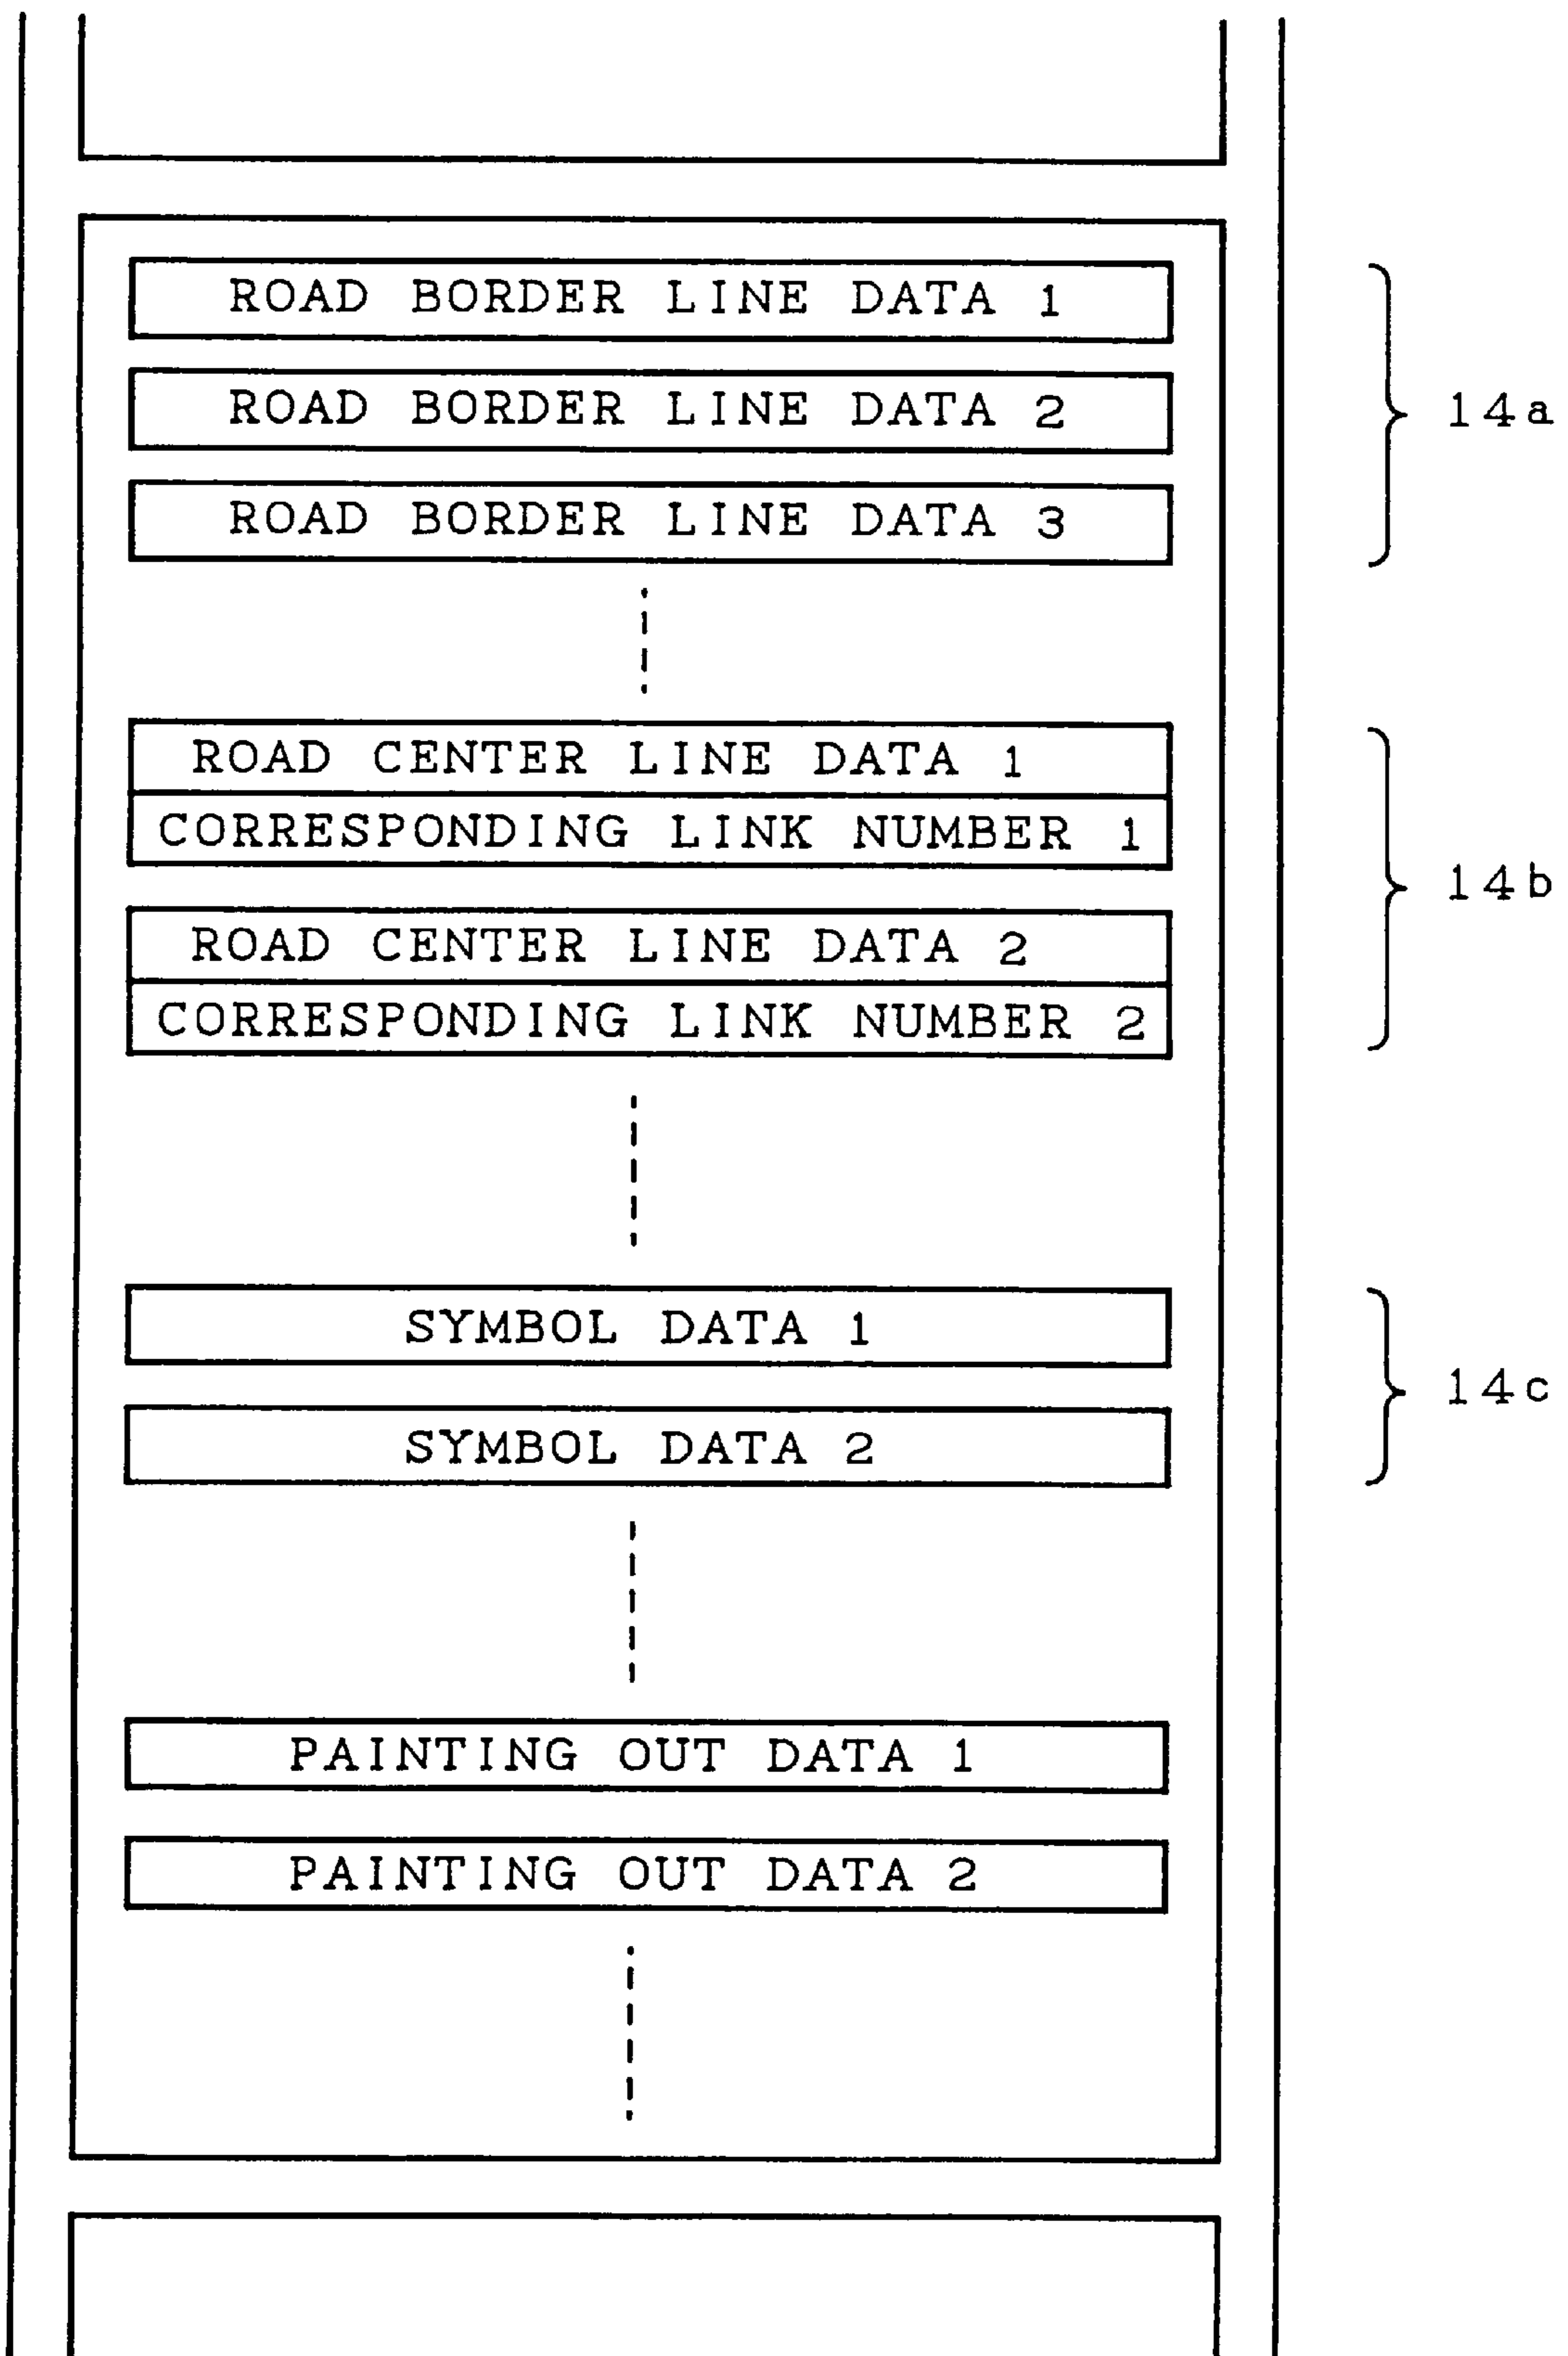 ROAD BORDER LINE DATA 1
ROAD BORDER LINE DATA 2
14a
ROAD BORDER LINE DATA 3
ROAD CENTER LINE DATA 1
CORRESPONDING LINK NUMBER 1
14b
ROAD CENTER LINE DATA 2
CORRESPONDING LINK NUMBER 2
SYMBOL DATA 1
14c
SYMBOL DATA 2
PAINTING OUT DATA 1
PAINTING OUT DATA 2